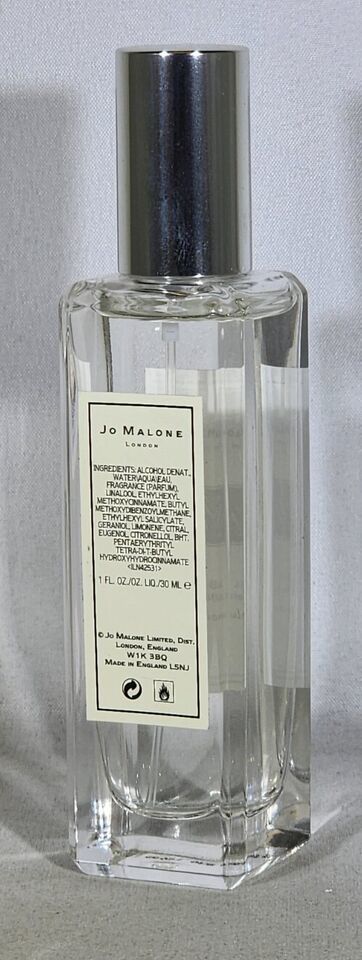 JO MALONE
LONDON
INGREDIENTS: ALCOHOL DENAT.,
WATER\AQUA\EAU,
FRAGRANCE (PARFUM),
LINALOOL, ETHYLHEXYL
METHOXYCINNAMATE, BUTYL
METHOXYDIBENZOYLMETHANE,
ETHYLHEXYL SALICYLATE,
GERANIOL, LIMONENE, CITRAL,
EUGENOL, CITRONELLOL, BHT,
PENTAERYTHRITYL
TETRA-DI-T-BUTYL
HYDROXYHYDROCINNAMATE
<ILN42531>
1 FL. OZ./OZ. LIQ./30 ML ℮
© JO MALONE LIMITED, DIST.
LONDON, ENGLAND
W1K 3BQ
MADE IN ENGLAND L5NJ